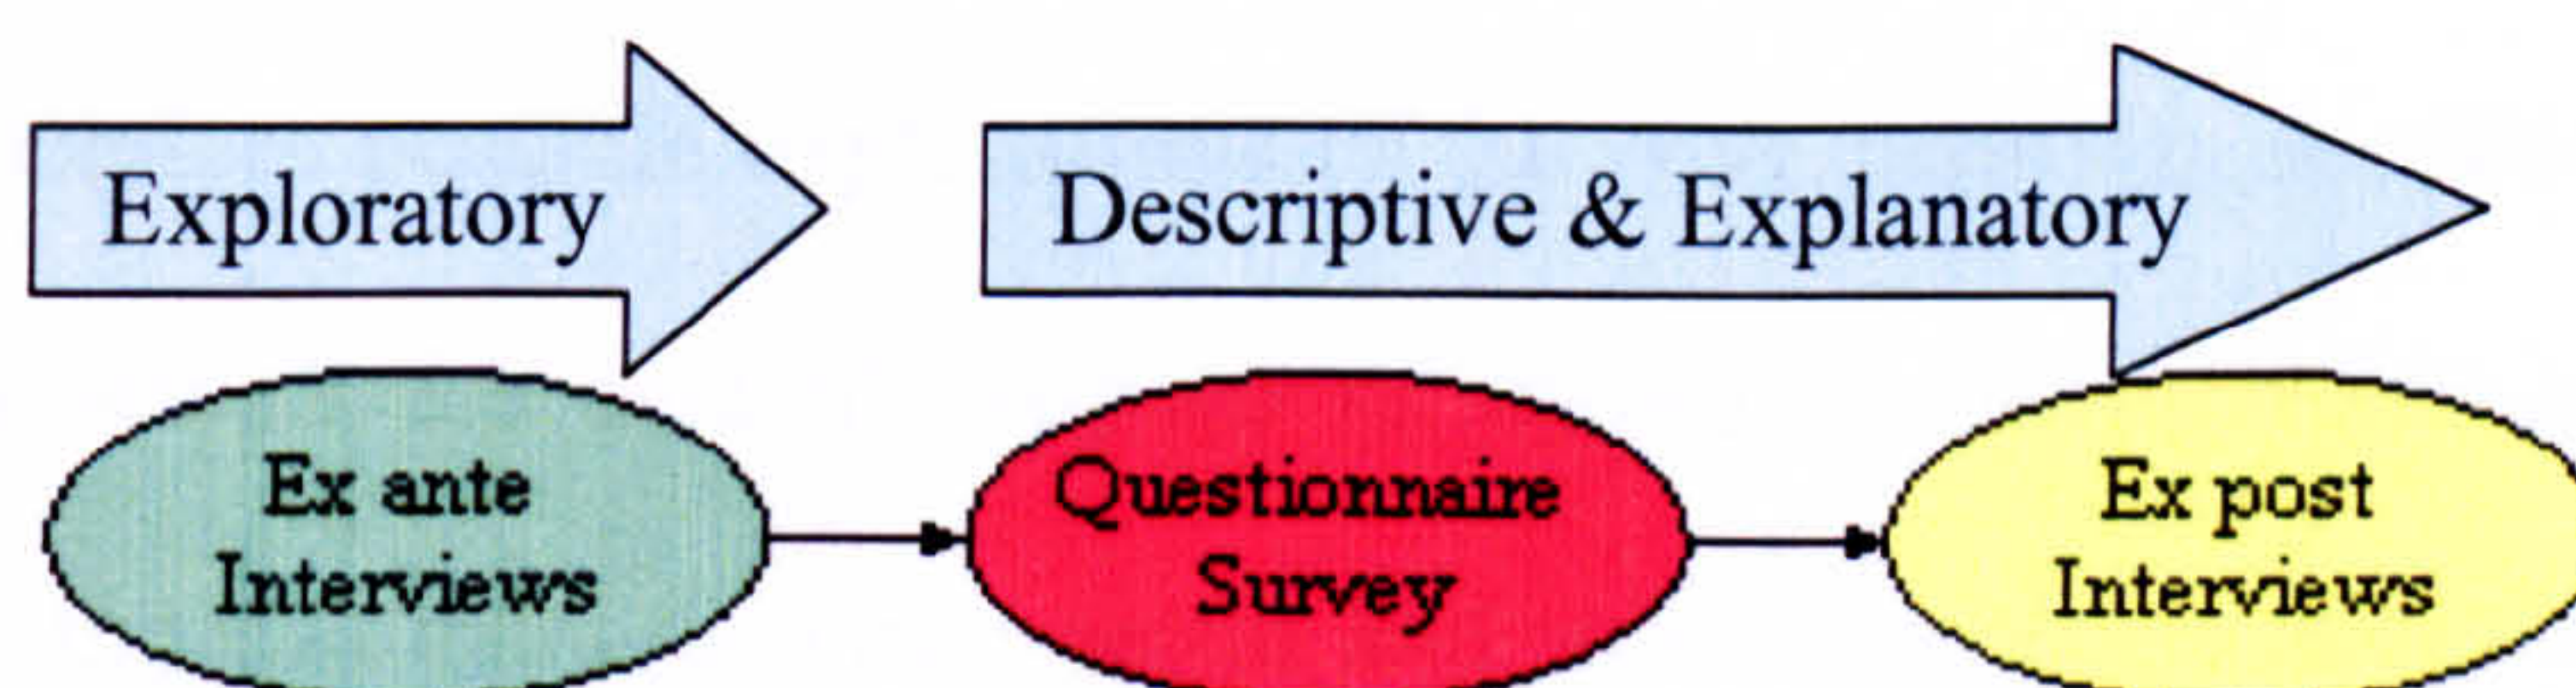 Exploratory
Descriptive & Explanatory
Ex ante
Interviews
Questionnaire
Survey
Ex post
Interviews